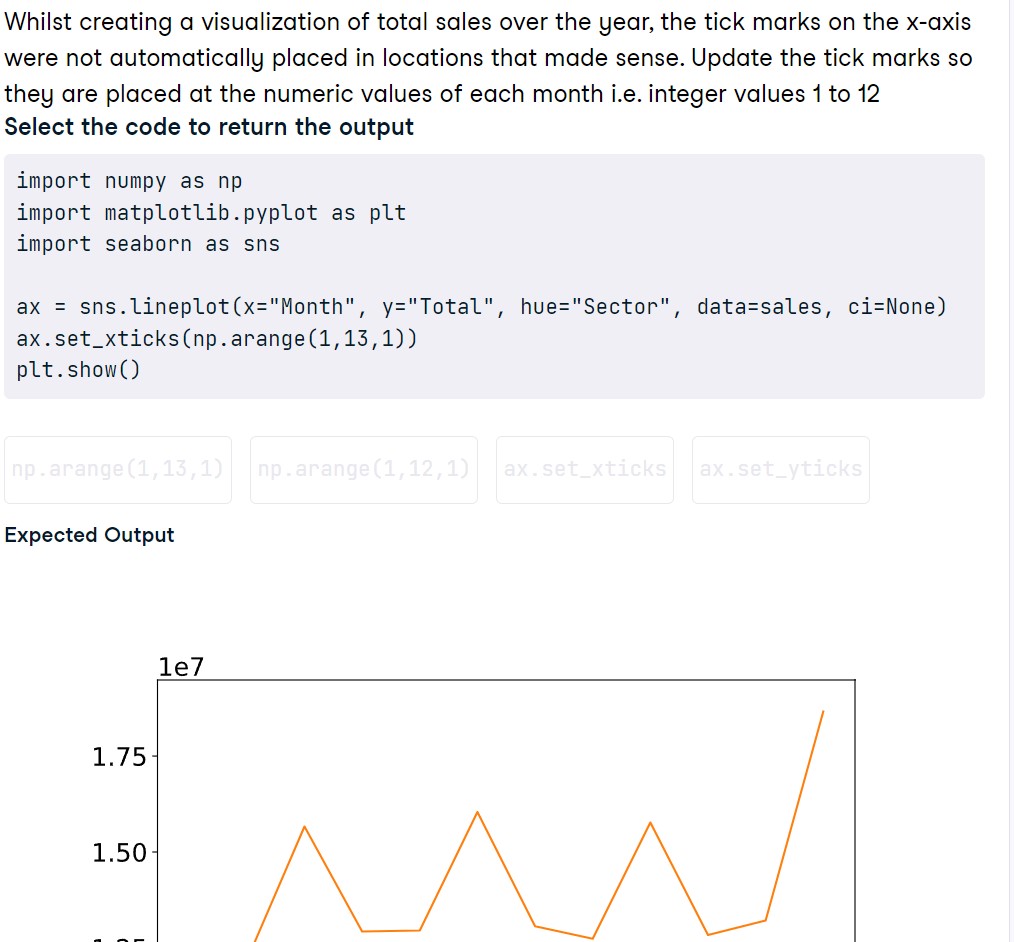 Whilst creating a visualization of total sales over the year, the tick marks on the x-axis
were not automatically placed in locations that made sense. Update the tick marks so
they are placed at the numeric values of each month i.e. integer values 1 to 12
Select the code to return the output
import numpy as np
import matplotlib.pyplot as plt
import seaborn as sns
ax = sns.lineplot(x="Month", y="Total", hue="Sector", data=sales, ci=None)
ax.set_xticks(np.arange(1,13,1))
plt.show()
np.arange(1,13,1) np.arange(1,12,1) ax.set_xticks ax.set_yticks
Expected Output
1e7
1.75
1.50